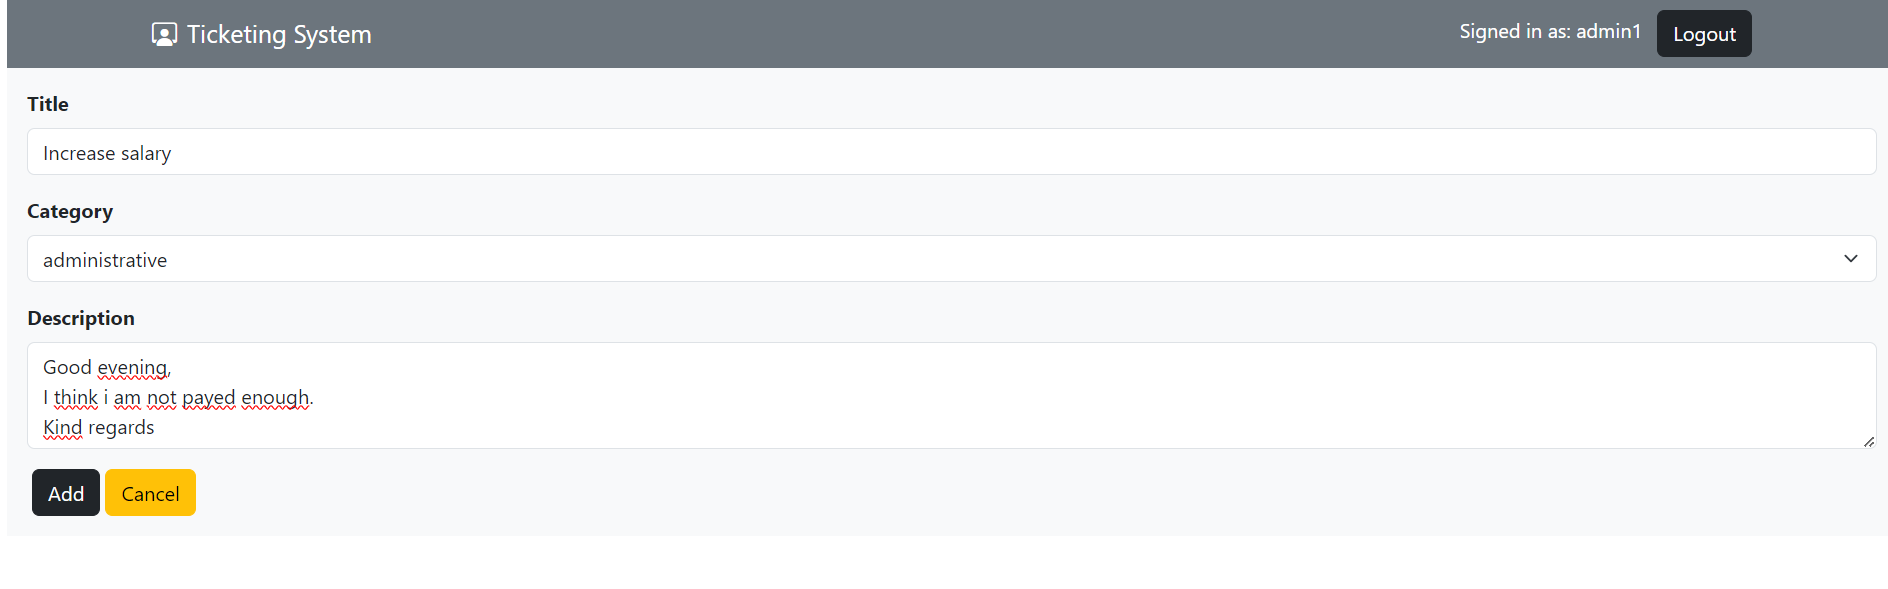 Ticketing System
Signed in as: admin1
Logout
Title
Increase salary
Category
administrative
Description
Good evening,
I think i am not payed enough.
Kind regards
Add
Cancel